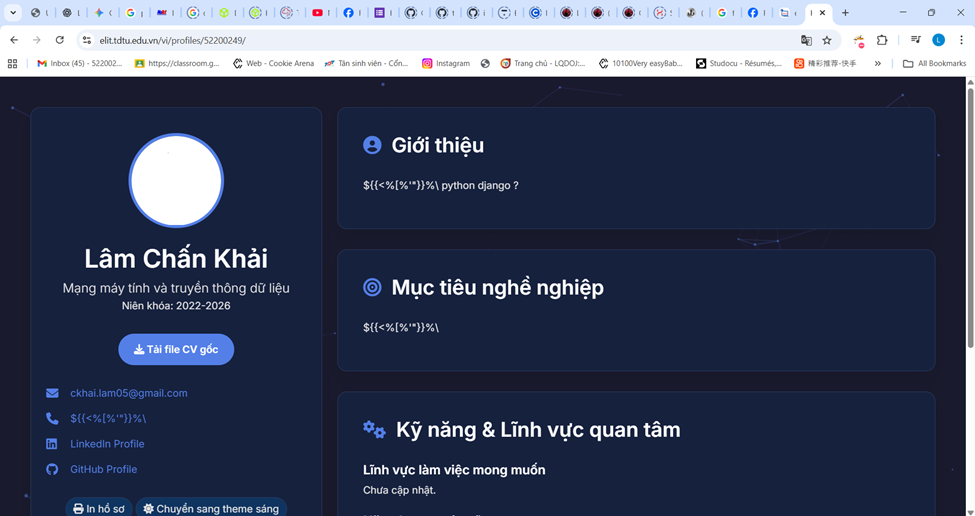 elit.tdtu.edu.vn/vi/profiles/52200249/
Inbox (45) - 522002...
https://classroom.g...
Web - Cookie Arena
Tân sinh viên - Cổn...
Instagram
Trang chủ - LQDOJ:...
10100Very easyBab...
Studocu - Résumés,...
精彩推荐-快手
»
All Bookmarks
Lâm Chấn Khải
Mạng máy tính và truyền thông dữ liệu
Niên khóa: 2022-2026
Tải file CV gốc
ckhai.lam05@gmail.com
${{<%[%'"}}%\
LinkedIn Profile
GitHub Profile
In hồ sơ
Chuyển sang theme sáng
Giới thiệu
${{<%[%'"}}%\ python django ?
Mục tiêu nghề nghiệp
${{<%[%'"}}%\
Kỹ năng & Lĩnh vực quan tâm
Lĩnh vực làm việc mong muốn
Chưa cập nhật.